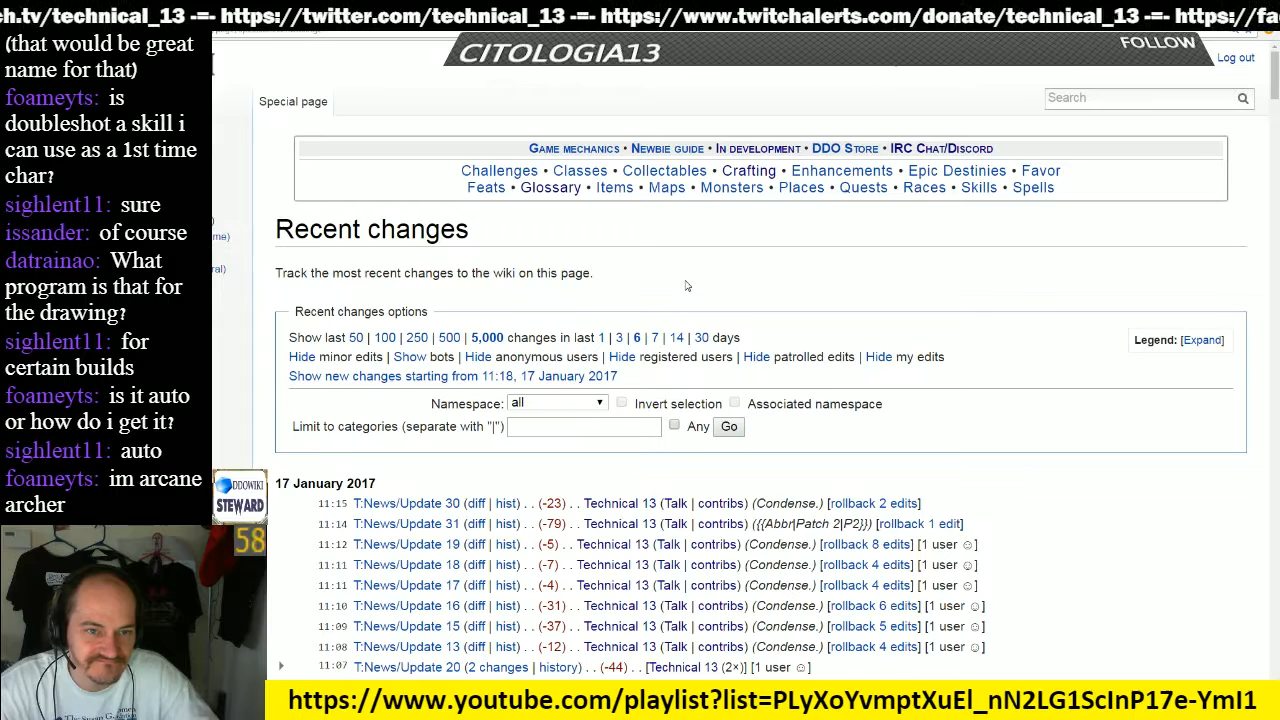 ch.tv/technical_13 -=- https://twitter.com/technical_13 -=- https://www.twitchalerts.com/donate/technical_13 -=- https://fa
(that would be great
name for that)
foameyts: is
doubleshot a skill i
can use as a 1st time
char?
sighlent11: sure
issander: of course
datrainao: What
program is that for
the drawing?
sighlent11: for
certain builds
foameyts: is it auto
or how do i get it?
sighlent11: auto
foameyts: im arcane
archer
CITOLOGIA13
FOLLOW
Log out
Special page
Search
me)
ral)
GAME MECHANICS • NEWBIE GUIDE • IN DEVELOPMENT • DDO STORE • IRC CHAT/DISCORD
Challenges • Classes • Collectables • Crafting • Enhancements • Epic Destinies • Favor
Feats • Glossary • Items • Maps • Monsters • Places • Quests • Races • Skills • Spells
Recent changes
Track the most recent changes to the wiki on this page.
Recent changes options
Show last 50 | 100 | 250 | 500 | 5,000 changes in last 1 | 3 | 6 | 7 | 14 | 30 days
Hide minor edits | Show bots | Hide anonymous users | Hide registered users | Hide patrolled edits | Hide my edits
Show new changes starting from 11:18, 17 January 2017
Legend: [Expand]
Namespace: all Invert selection Associated namespace
Limit to categories (separate with "|") Any Go
17 January 2017
11:15 T:News/Update 30 (diff | hist) . . (-23) . . Technical 13 (Talk | contribs) (Condense.) [rollback 2 edits]
11:14 T:News/Update 31 (diff | hist) . . (-79) . . Technical 13 (Talk | contribs) ({{Abbr|Patch 2|P2}}) [rollback 1 edit]
11:12 T:News/Update 19 (diff | hist) . . (-5) . . Technical 13 (Talk | contribs) (Condense.) [rollback 8 edits] [1 user ☺]
11:11 T:News/Update 18 (diff | hist) . . (-7) . . Technical 13 (Talk | contribs) (Condense.) [rollback 4 edits] [1 user ☺]
11:11 T:News/Update 17 (diff | hist) . . (-4) . . Technical 13 (Talk | contribs) (Condense.) [rollback 4 edits] [1 user ☺]
11:10 T:News/Update 16 (diff | hist) . . (-31) . . Technical 13 (Talk | contribs) (Condense.) [rollback 6 edits] [1 user ☺]
11:09 T:News/Update 15 (diff | hist) . . (-37) . . Technical 13 (Talk | contribs) (Condense.) [rollback 5 edits] [1 user ☺]
11:08 T:News/Update 13 (diff | hist) . . (-12) . . Technical 13 (Talk | contribs) (Condense.) [rollback 4 edits] [1 user ☺]
11:07 T:News/Update 20 (2 changes | history) . . (-44) . . [Technical 13 (2×)] [1 user ☺]
DDOWIKI
STEWARD
58
https://www.youtube.com/playlist?list=PLyXoYvmptXuEl_nN2LG1ScInP17e-YmI1